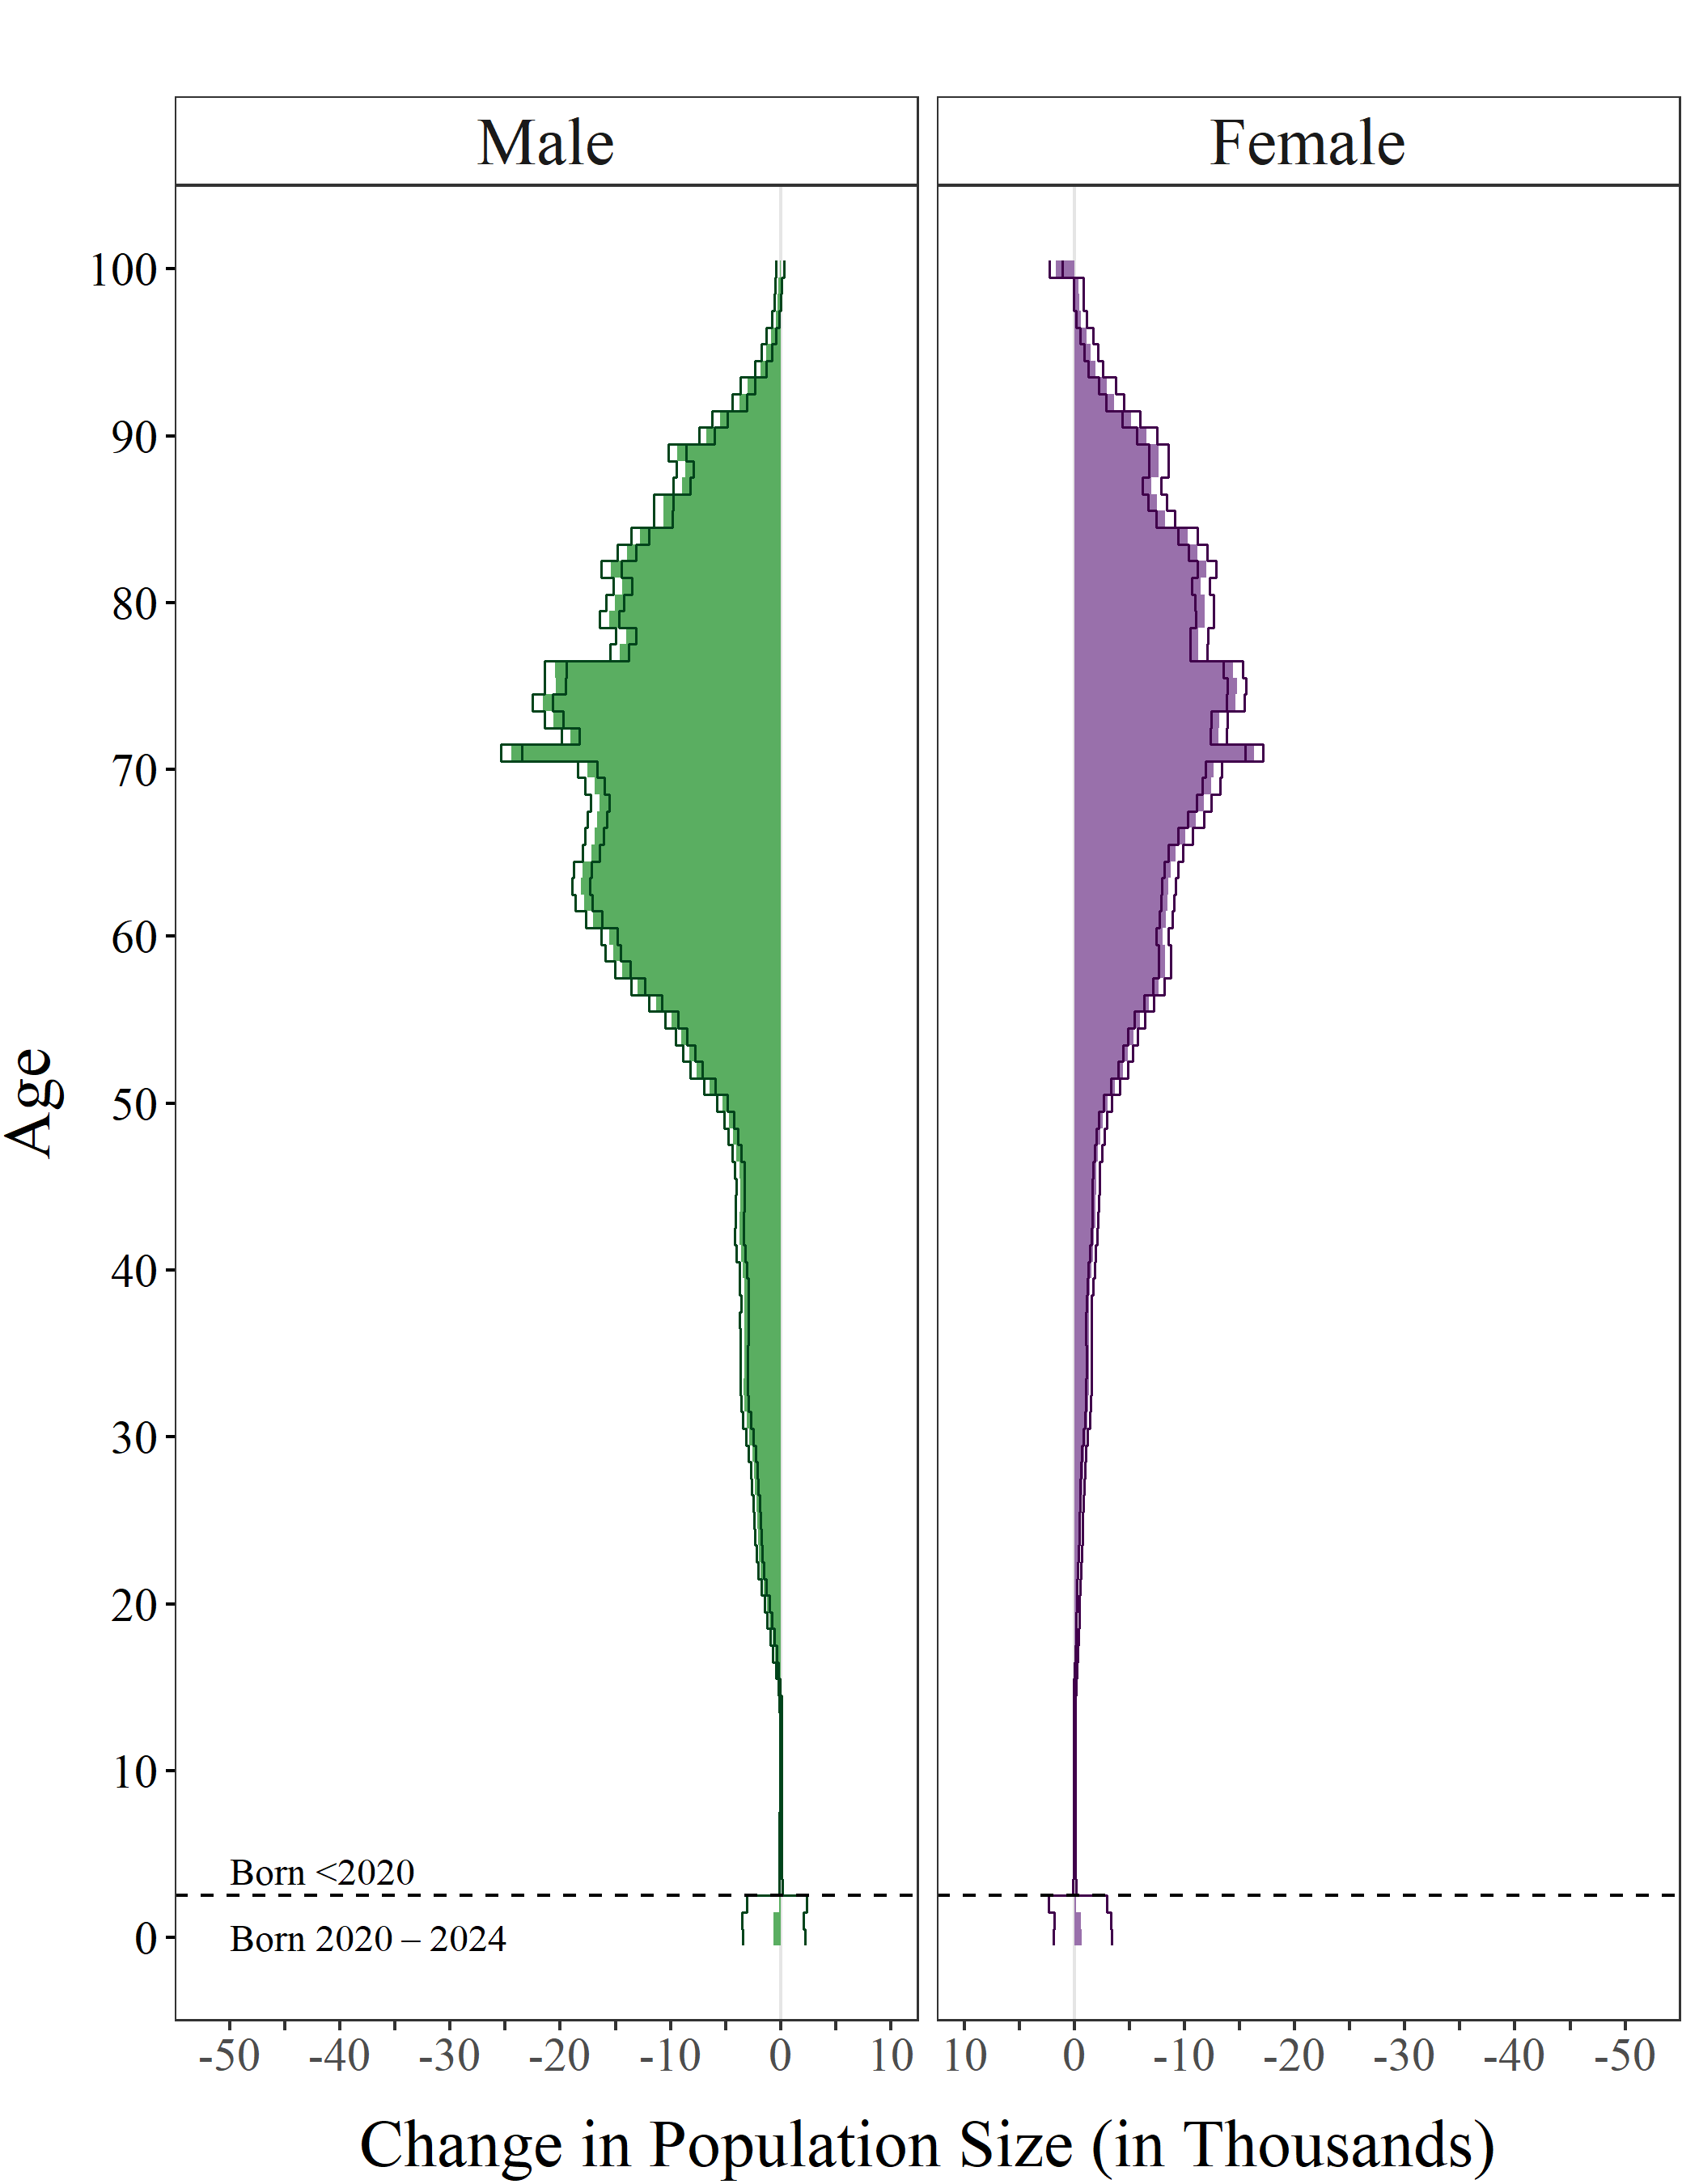 Male
Female
100
90
80
70
60
50
40
30
20
10
0
Age
Born <2020
Born 2020 – 2024
-50 -40 -30 -20 -10 0 10
10 0 -10 -20 -30 -40 -50
Change in Population Size (in Thousands)